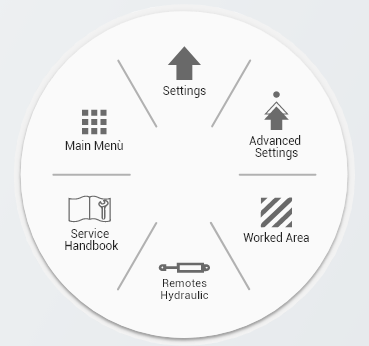 Settings
Advanced
Settings
Main Menù
Worked Area
Service
Handbook
Remotes
Hydraulic